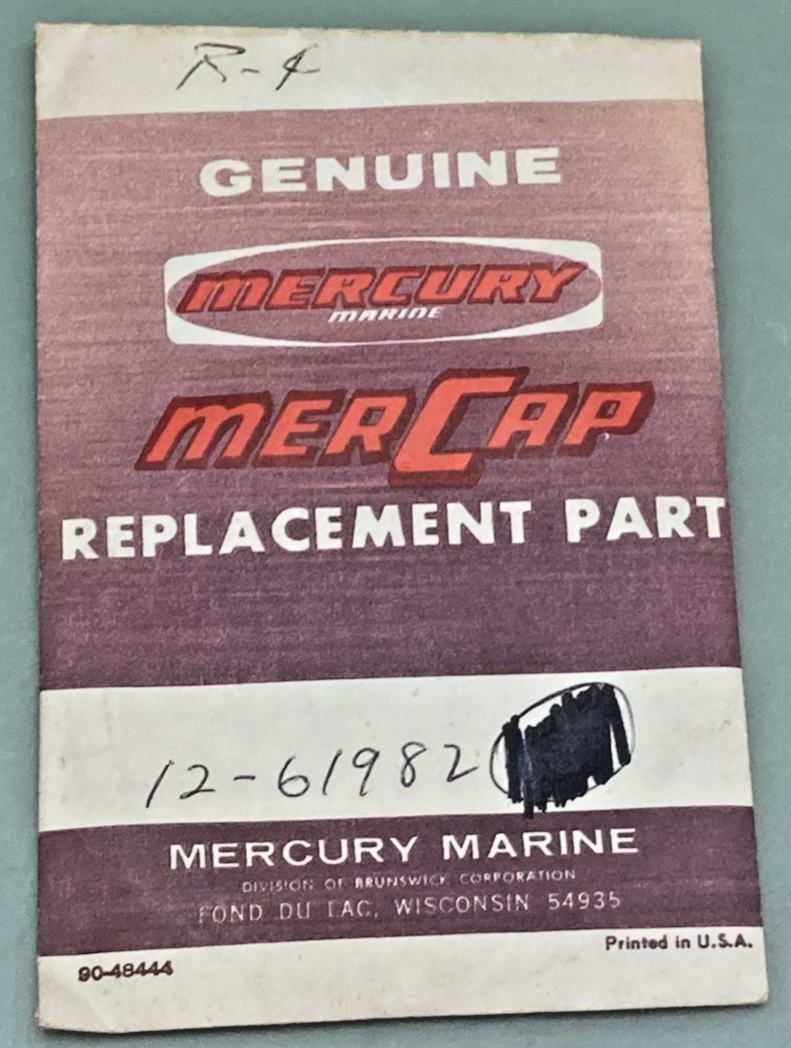 R-4
GENUINE
MERCURY
MARINE
MERCAP
REPLACEMENT PART
12-61982
MERCURY MARINE
DIVISION OF BRUNSWICK CORPORATION
FOND DU LAC, WISCONSIN 54935
Printed in U.S.A.
90-48444